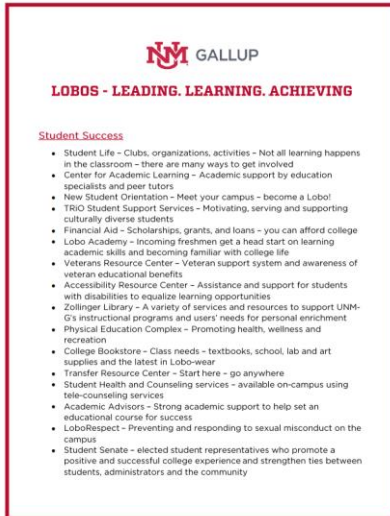 UNM GALLUP
LOBOS - LEADING. LEARNING. ACHIEVING
Student Success
• Student Life – Clubs, organizations, activities – Not all learning happens
in the classroom – there are many ways to get involved
• Center for Academic Learning – Academic support by education
specialists and peer tutors
• New Student Orientation – Meet your campus – become a Lobo!
• TRiO Student Support Services – Motivating, serving and supporting
culturally diverse students
• Financial Aid – Scholarships, grants, and loans – you can afford college
• Lobo Academy – Incoming freshmen get a head start on learning
academic skills and becoming familiar with college life
• Veterans Resource Center – Veteran support system and awareness of
veteran educational benefits
• Accessibility Resource Center – Assistance and support for students
with disabilities to equalize learning opportunities
• Zollinger Library – A variety of services and resources to support UNM-
G's instructional programs and users' needs for personal enrichment
• Physical Education Complex – Promoting health, wellness and
recreation
• College Bookstore – Class needs – textbooks, school, lab and art
supplies and the latest in Lobo-wear
• Transfer Resource Center – Start here – go anywhere
• Student Health and Counseling services – available on-campus using
tele-counseling services
• Academic Advisors – Strong academic support to help set an
educational course for success
• LoboRespect – Preventing and responding to sexual misconduct on the
campus
• Student Senate – elected student representatives who promote a
positive and successful college experience and strengthen ties between
students, administrators and the community